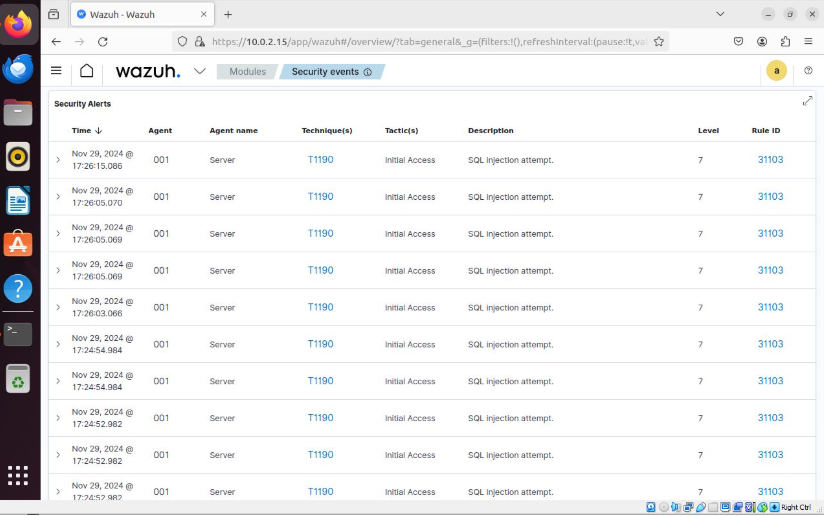 Wazuh - Wazuh
https://10.0.2.15/app/wazuh#/overview/?tab=general&_g=(filters:!(),refreshInterval:(pause:!t,va
wazuh. Modules Security events a
Security Alerts
Time Agent Agent name Technique(s) Tactic(s) Description Level Rule ID
Nov 29, 2024 @
17:26:15.086 001 Server T1190 Initial Access SQL injection attempt. 7 31103
Nov 29, 2024 @
17:26:05.070 001 Server T1190 Initial Access SQL injection attempt. 7 31103
Nov 29, 2024 @
17:26:05.069 001 Server T1190 Initial Access SQL injection attempt. 7 31103
Nov 29, 2024 @
17:26:05.069 001 Server T1190 Initial Access SQL injection attempt. 7 31103
Nov 29, 2024 @
17:26:03.066 001 Server T1190 Initial Access SQL injection attempt. 7 31103
Nov 29, 2024 @
17:24:54.984 001 Server T1190 Initial Access SQL injection attempt. 7 31103
Nov 29, 2024 @
17:24:54.984 001 Server T1190 Initial Access SQL injection attempt. 7 31103
Nov 29, 2024 @
17:24:52.982 001 Server T1190 Initial Access SQL injection attempt. 7 31103
Nov 29, 2024 @
17:24:52.982 001 Server T1190 Initial Access SQL injection attempt. 7 31103
Nov 29, 2024 @
17:24:52.982 001 Server T1190 Initial Access SQL injection attempt. 7 31103
Right Ctrl